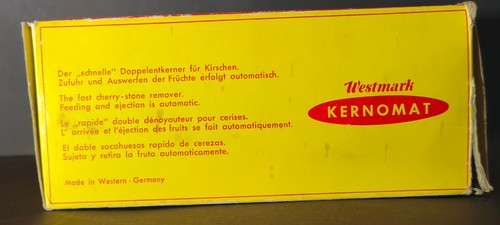 Der „schnelle" Doppelentkerner für Kirschen.
Zufuhr und Auswerfen der Früchte erfolgt automatisch.
The fast cherry-stone remover.
Feeding and ejection is automatic.
Le „rapide" double dénoyauteur pour cerises.
L' arrivée et l'éjection des fruits se fait automatiquement.
El doble sacahuesos rapido de cerezas.
Sujeta y retira la fruta automaticamente.
Made in Western - Germany
Westmark
KERNOMAT